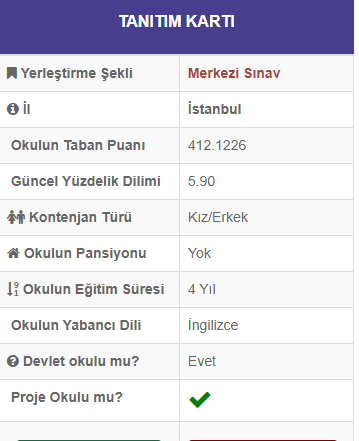 TANITIM KARTI
Yerleştirme Şekli Merkezi Sınav
İl İstanbul
Okulun Taban Puanı 412.1226
Güncel Yüzdelik Dilimi 5.90
Kontenjan Türü Kız/Erkek
Okulun Pansiyonu Yok
Okulun Eğitim Süresi 4 Yıl
Okulun Yabancı Dili İngilizce
Devlet okulu mu? Evet
Proje Okulu mu?